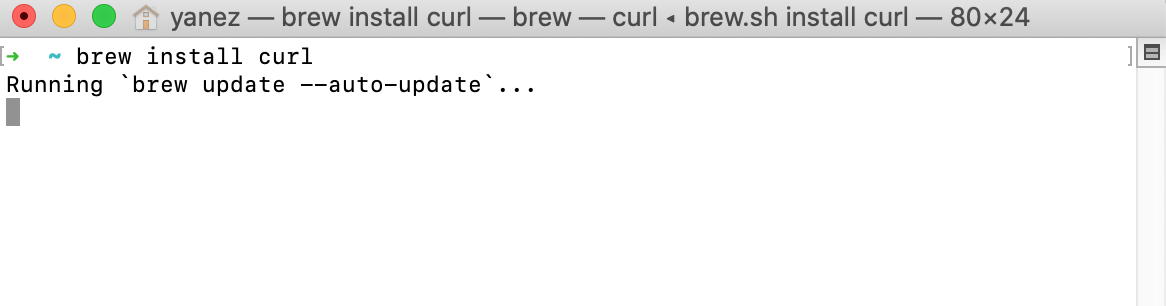 yanez — brew install curl — brew — curl ◂ brew.sh install curl — 80×24
[➜  ~ brew install curl ]
Running `brew update --auto-update`...